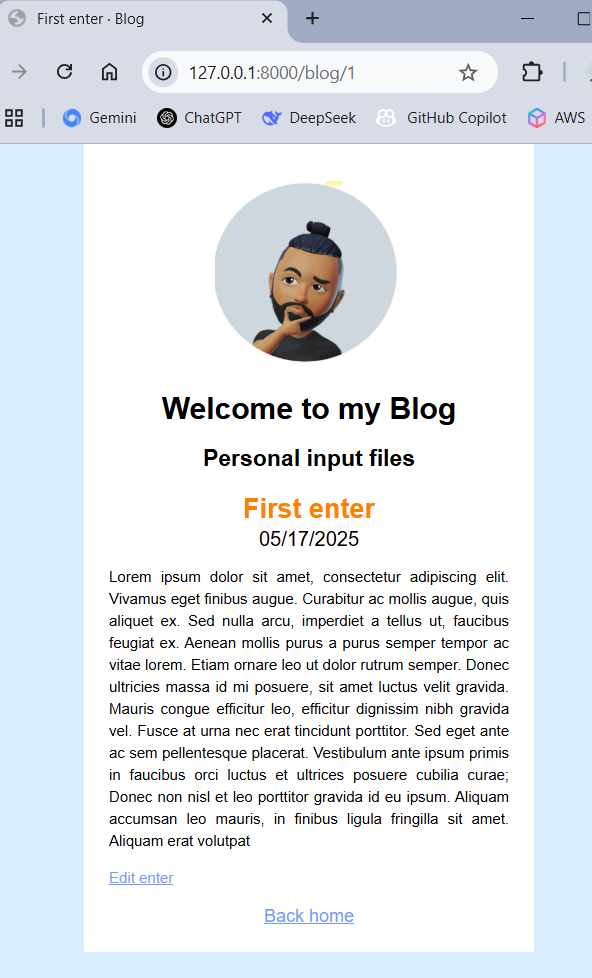 First enter · Blog
127.0.0.1:8000/blog/1
Gemini ChatGPT DeepSeek GitHub Copilot AWS
Welcome to my Blog
Personal input files
First enter
05/17/2025
Lorem ipsum dolor sit amet, consectetur adipiscing elit.
Vivamus eget finibus augue. Curabitur ac mollis augue, quis
aliquet ex. Sed nulla arcu, imperdiet a tellus ut, faucibus
feugiat ex. Aenean mollis purus a purus semper tempor ac
vitae lorem. Etiam ornare leo ut dolor rutrum semper. Donec
ultricies massa id mi posuere, sit amet luctus velit gravida.
Mauris congue efficitur leo, efficitur dignissim nibh gravida
vel. Fusce at urna nec erat tincidunt porttitor. Sed eget ante
ac sem pellentesque placerat. Vestibulum ante ipsum primis
in faucibus orci luctus et ultrices posuere cubilia curae;
Donec non nisl et leo porttitor gravida id eu ipsum. Aliquam
accumsan leo mauris, in finibus ligula fringilla sit amet.
Aliquam erat volutpat
Edit enter
Back home